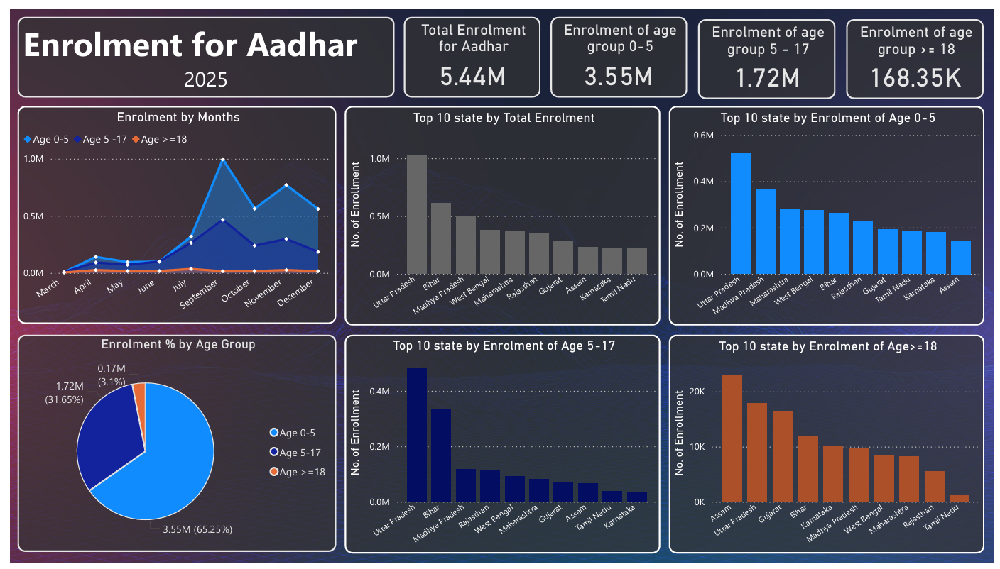 Enrolment for Aadhar
2025
Total Enrolment
for Aadhar
5.44M
Enrolment of age
group 0-5
3.55M
Enrolment of age
group 5 - 17
1.72M
Enrolment of age
group >= 18
168.35K
Enrolment by Months
Age 0-5 Age 5 -17 Age >=18
1.0M
0.5M
0.0M
March April May June July September October November December
Top 10 state by Total Enrolment
No. of Enrollment
1.0M
0.5M
0.0M
Uttar Pradesh Bihar Madhya Pradesh West Bengal Maharashtra Rajasthan Gujarat Assam Karnataka Tamil Nadu
Top 10 state by Enrolment of Age 0-5
No. of Enrollment
0.6M
0.4M
0.2M
0.0M
Uttar Pradesh Madhya Pradesh Maharashtra West Bengal Bihar Rajasthan Gujarat Tamil Nadu Karnataka Assam
Enrolment % by Age Group
0.17M
(3.1%)
1.72M
(31.65%)
3.55M (65.25%)
Age 0-5
Age 5-17
Age >=18
Top 10 state by Enrolment of Age 5-17
No. of Enrollment
0.4M
0.2M
0.0M
Uttar Pradesh Bihar Madhya Pradesh Rajasthan West Bengal Maharashtra Gujarat Assam Tamil Nadu Karnataka
Top 10 state by Enrolment of Age>=18
No. of Enrollment
20K
10K
0K
Assam Uttar Pradesh Gujarat Bihar Karnataka Madhya Pradesh West Bengal Maharashtra Rajasthan Tamil Nadu